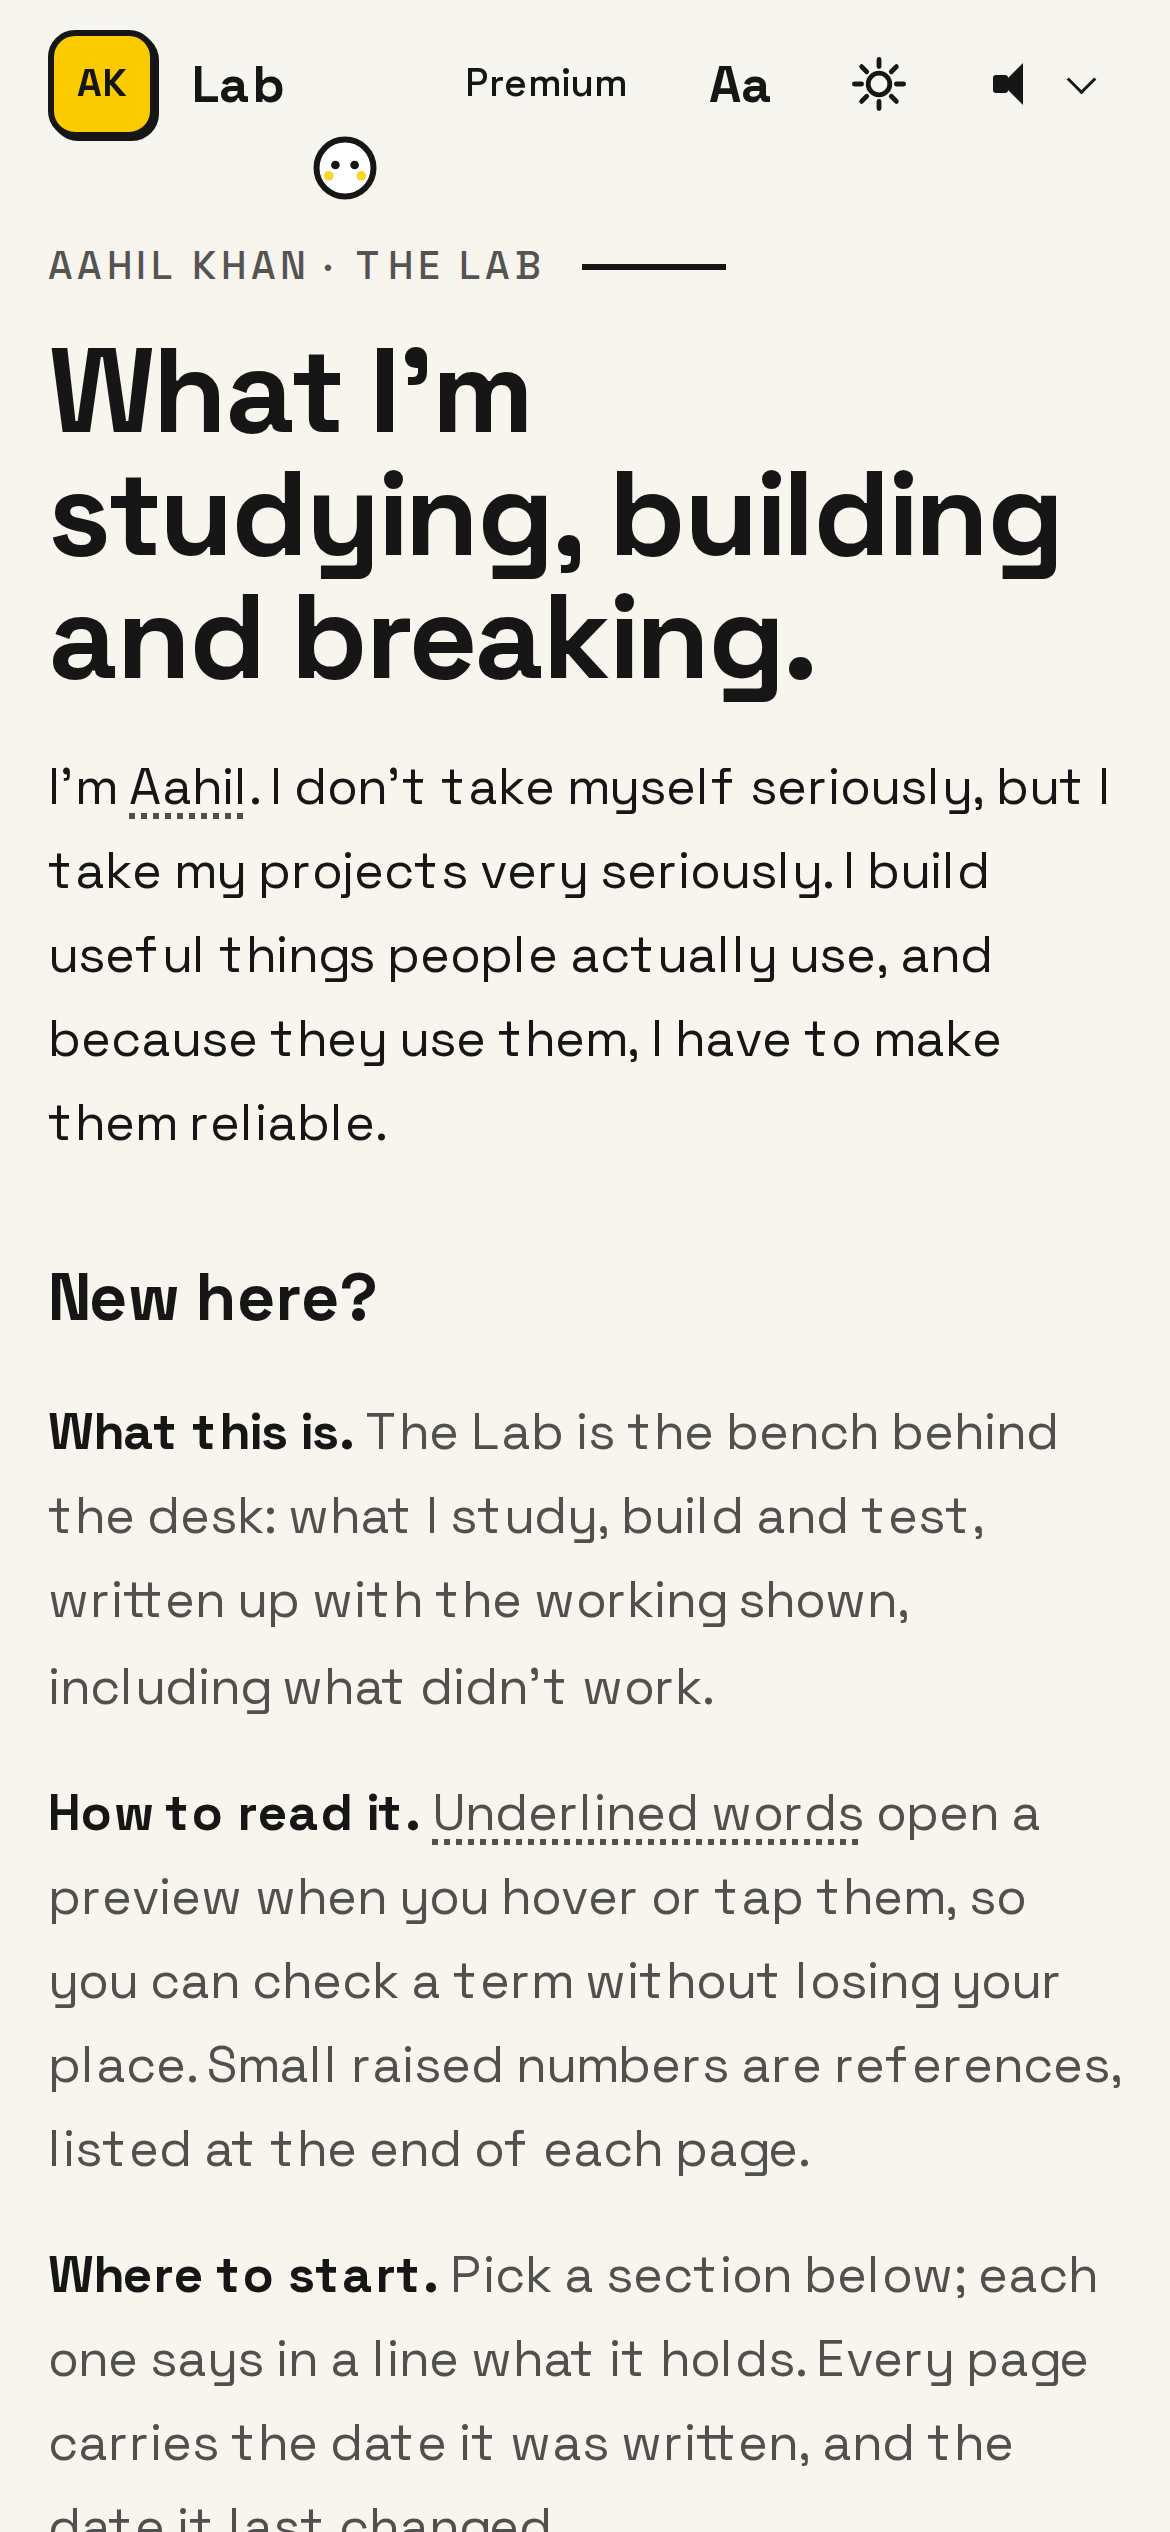 AK Lab Premium Aa
AAHIL KHAN · THE LAB
What I’m
studying, building
and breaking.
I’m Aahil. I don’t take myself seriously, but I
take my projects very seriously. I build
useful things people actually use, and
because they use them, I have to make
them reliable.
New here?
What this is. The Lab is the bench behind
the desk: what I study, build and test,
written up with the working shown,
including what didn’t work.
How to read it. Underlined words open a
preview when you hover or tap them, so
you can check a term without losing your
place. Small raised numbers are references,
listed at the end of each page.
Where to start. Pick a section below; each
one says in a line what it holds. Every page
carries the date it was written, and the
date it last changed